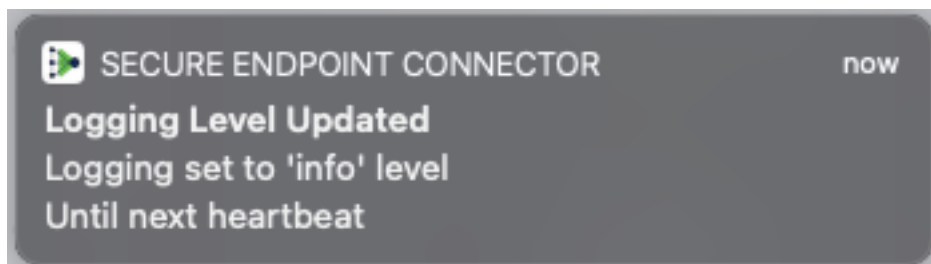 SECURE ENDPOINT CONNECTOR now
Logging Level Updated
Logging set to 'info' level
Until next heartbeat